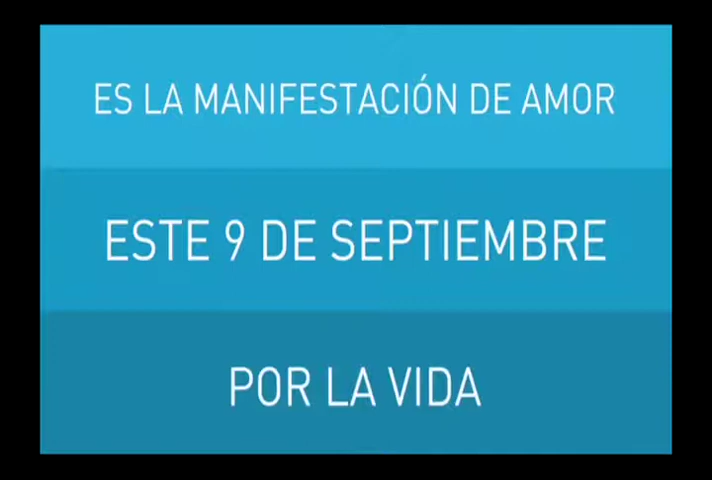 ES LA MANIFESTACIÓN DE AMOR
ESTE 9 DE SEPTIEMBRE
POR LA VIDA